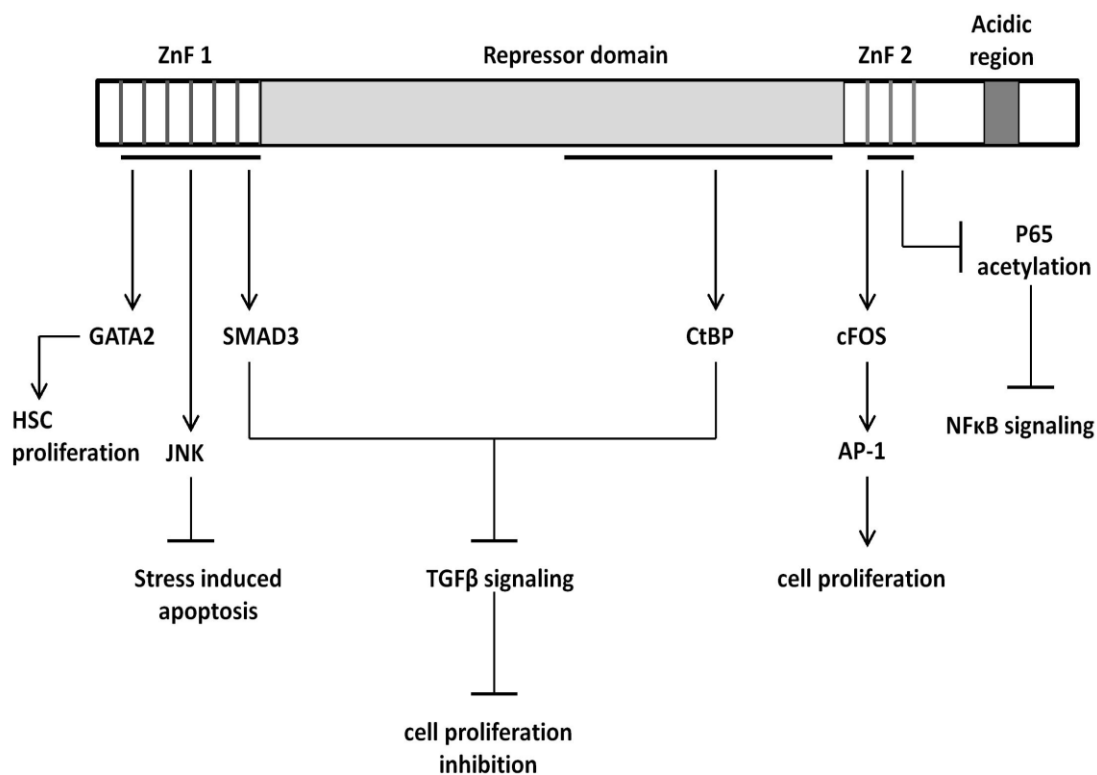 ZnF 1
Repressor domain
ZnF 2
Acidic
region
P65
acetylation
GATA2
SMAD3
CtBP
cFOS
HSC
proliferation
JNK
AP-1
NFκB signaling
Stress induced
apoptosis
TGFβ signaling
cell proliferation
cell proliferation
inhibition